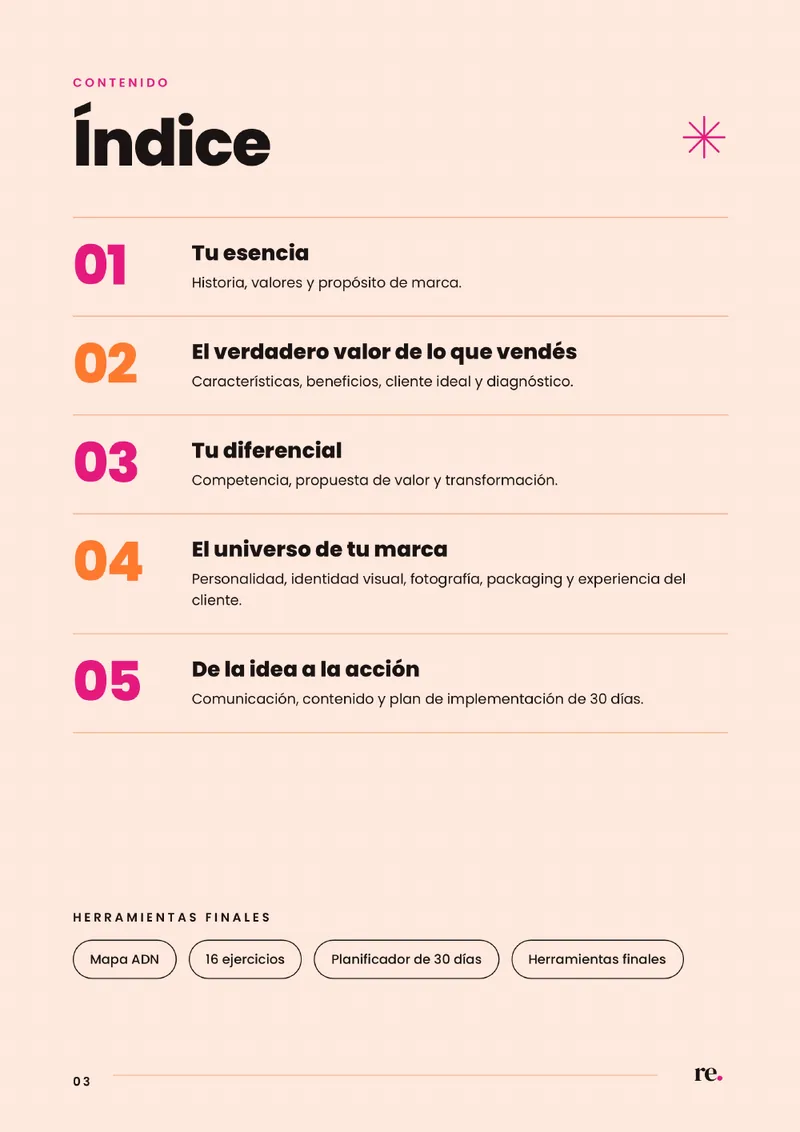 CONTENIDO
Índice
01
Tu esencia
Historia, valores y propósito de marca.
02
El verdadero valor de lo que vendés
Características, beneficios, cliente ideal y diagnóstico.
03
Tu diferencial
Competencia, propuesta de valor y transformación.
04
El universo de tu marca
Personalidad, identidad visual, fotografía, packaging y experiencia del
cliente.
05
De la idea a la acción
Comunicación, contenido y plan de implementación de 30 días.
HERRAMIENTAS FINALES
Mapa ADN
16 ejercicios
Planificador de 30 días
Herramientas finales
03
re.